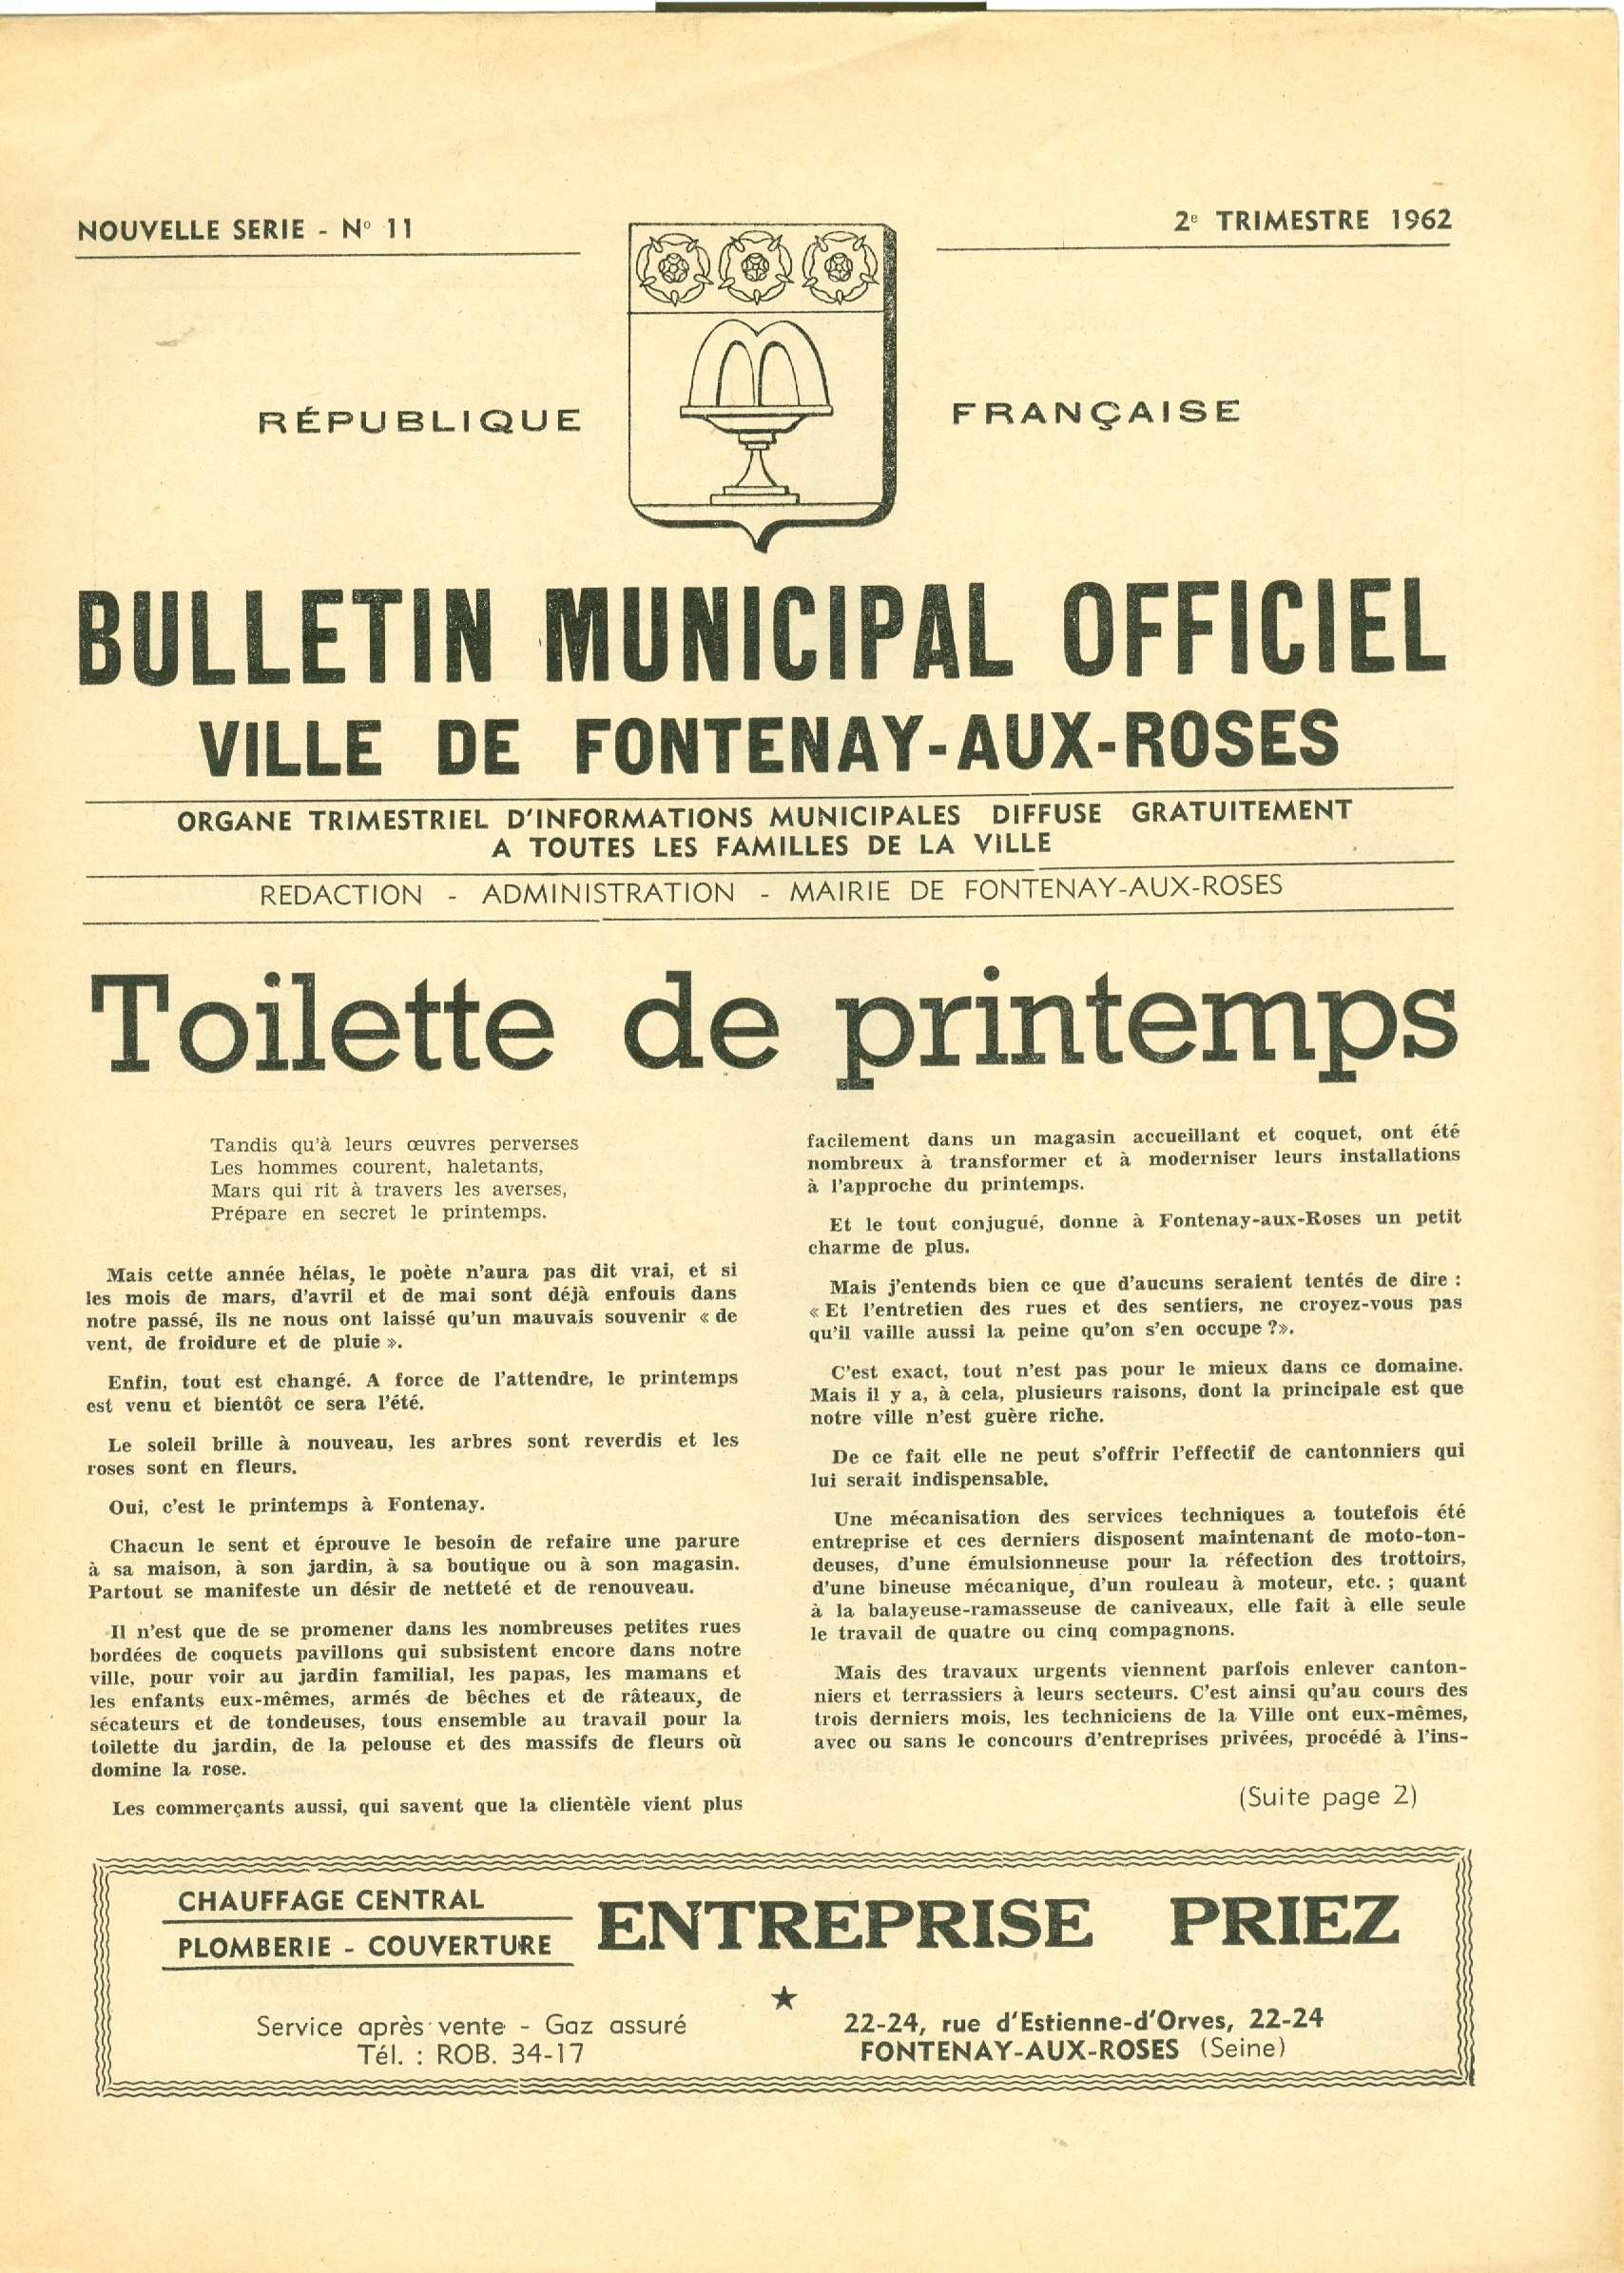 NOUVELLE SERIE - Nº 11
2e TRIMESTRE 1962
RÉPUBLIQUE FRANÇAISE
BULLETIN MUNICIPAL OFFICIEL
VILLE DE FONTENAY-AUX-ROSES
ORGANE TRIMESTRIEL D'INFORMATIONS MUNICIPALES DIFFUSE GRATUITEMENT
A TOUTES LES FAMILLES DE LA VILLE
REDACTION - ADMINISTRATION - MAIRIE DE FONTENAY-AUX-ROSES
Toilette de printemps
Tandis qu'à leurs œuvres perverses
Les hommes courent, haletants,
Mars qui rit à travers les averses,
Prépare en secret le printemps.
Mais cette année hélas, le poète n'aura pas dit vrai, et si
les mois de mars, d'avril et de mai sont déjà enfouis dans
notre passé, ils ne nous ont laissé qu'un mauvais souvenir « de
vent, de froidure et de pluie ».
Enfin, tout est changé. A force de l'attendre, le printemps
est venu et bientôt ce sera l'été.
Le soleil brille à nouveau, les arbres sont reverdis et les
roses sont en fleurs.
Oui, c'est le printemps à Fontenay.
Chacun le sent et éprouve le besoin de refaire une parure
à sa maison, à son jardin, à sa boutique ou à son magasin.
Partout se manifeste un désir de netteté et de renouveau.
Il n'est que de se promener dans les nombreuses petites rues
bordées de coquets pavillons qui subsistent encore dans notre
ville, pour voir au jardin familial, les papas, les mamans et
les enfants eux-mêmes, armés de bêches et de râteaux, de
sécateurs et de tondeuses, tous ensemble au travail pour la
toilette du jardin, de la pelouse et des massifs de fleurs où
domine la rose.
Les commerçants aussi, qui savent que la clientèle vient plus
facilement dans un magasin accueillant et coquet, ont été
nombreux à transformer et à moderniser leurs installations
à l'approche du printemps.
Et le tout conjugué, donne à Fontenay-aux-Roses un petit
charme de plus.
Mais j'entends bien ce que d'aucuns seraient tentés de dire :
« Et l'entretien des rues et des sentiers, ne croyez-vous pas
qu'il vaille aussi la peine qu'on s'en occupe ?».
C'est exact, tout n'est pas pour le mieux dans ce domaine.
Mais il y a, à cela, plusieurs raisons, dont la principale est que
notre ville n'est guère riche.
De ce fait elle ne peut s'offrir l'effectif de cantonniers qui
lui serait indispensable.
Une mécanisation des services techniques a toutefois été
entreprise et ces derniers disposent maintenant de moto-ton-
deuses, d'une émulsionneuse pour la réfection des trottoirs,
d'une bineuse mécanique, d'un rouleau à moteur, etc. ; quant
à la balayeuse-ramasseuse de caniveaux, elle fait à elle seule
le travail de quatre ou cinq compagnons.
Mais des travaux urgents viennent parfois enlever canton-
niers et terrassiers à leurs secteurs. C'est ainsi qu'au cours des
trois derniers mois, les techniciens de la Ville ont eux-mêmes,
avec ou sans le concours d'entreprises privées, procédé à l'ins-
(Suite page 2)
CHAUFFAGE CENTRAL
PLOMBERIE - COUVERTURE
ENTREPRISE PRIEZ
Service après vente - Gaz assuré
Tél. : ROB. 34-17
22-24, rue d'Estienne-d'Orves, 22-24
FONTENAY-AUX-ROSES (Seine)